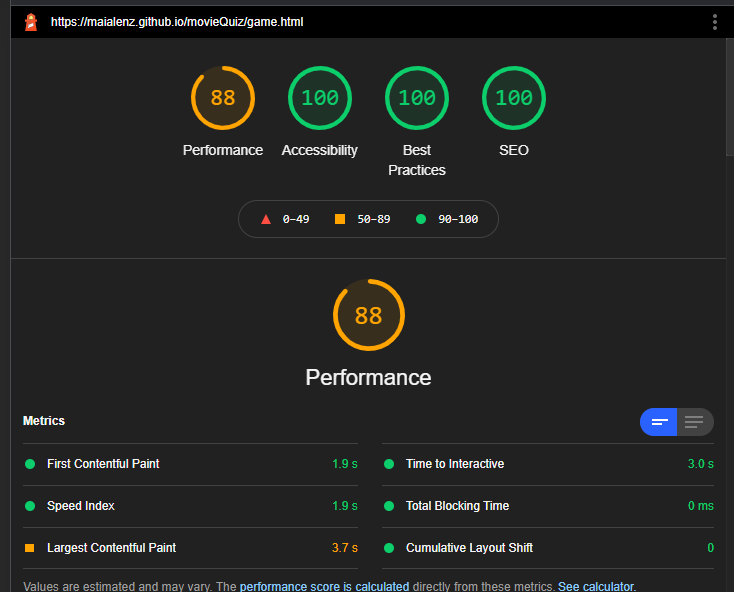 https://maialenz.github.io/movieQuiz/game.html
88 100 100 100
Performance Accessibility Best Practices SEO
0–49 50–89 90–100
88
Performance
Metrics
First Contentful Paint 1.9 s
Time to Interactive 3.0 s
Speed Index 1.9 s
Total Blocking Time 0 ms
Largest Contentful Paint 3.7 s
Cumulative Layout Shift 0
Values are estimated and may vary. The performance score is calculated directly from these metrics. See calculator.